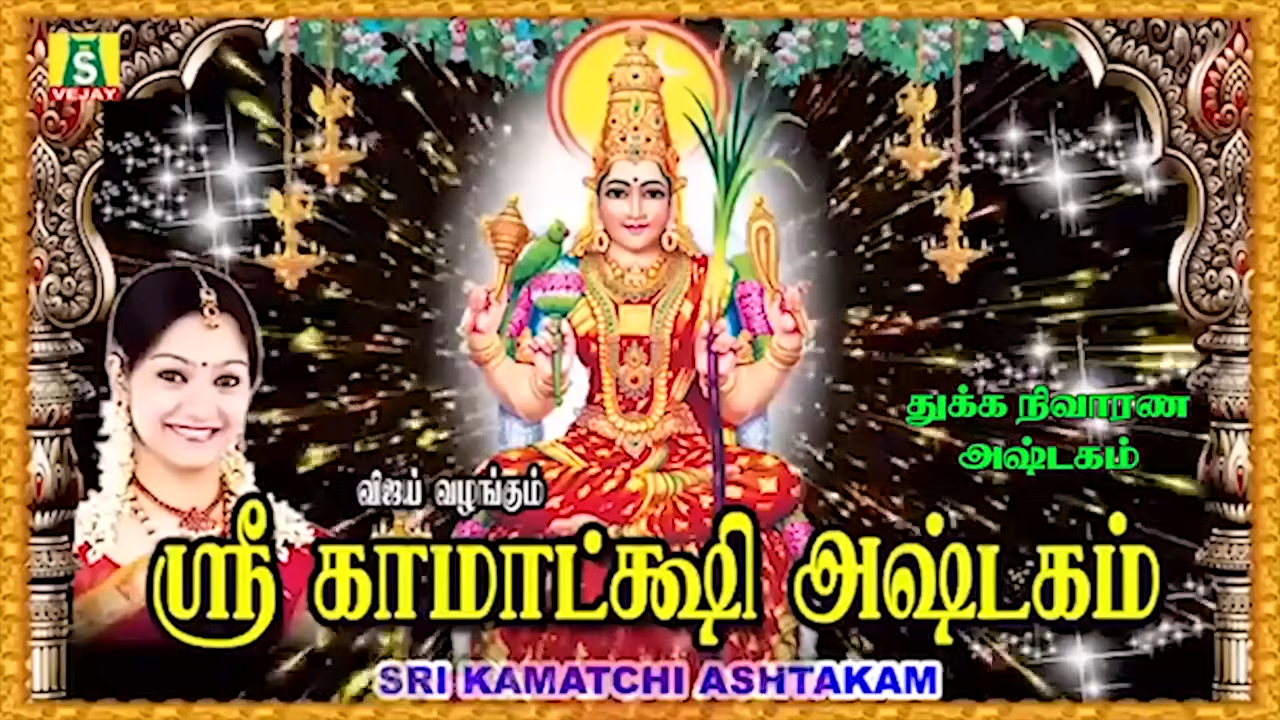 S
VEJAY
துக்க நிவாரண
அஷ்டகம்
விஜய் வழங்கும்
ஸ்ரீ காமாட்க்ஷி அஷ்டகம்
SRI KAMATCHI ASHTAKAM